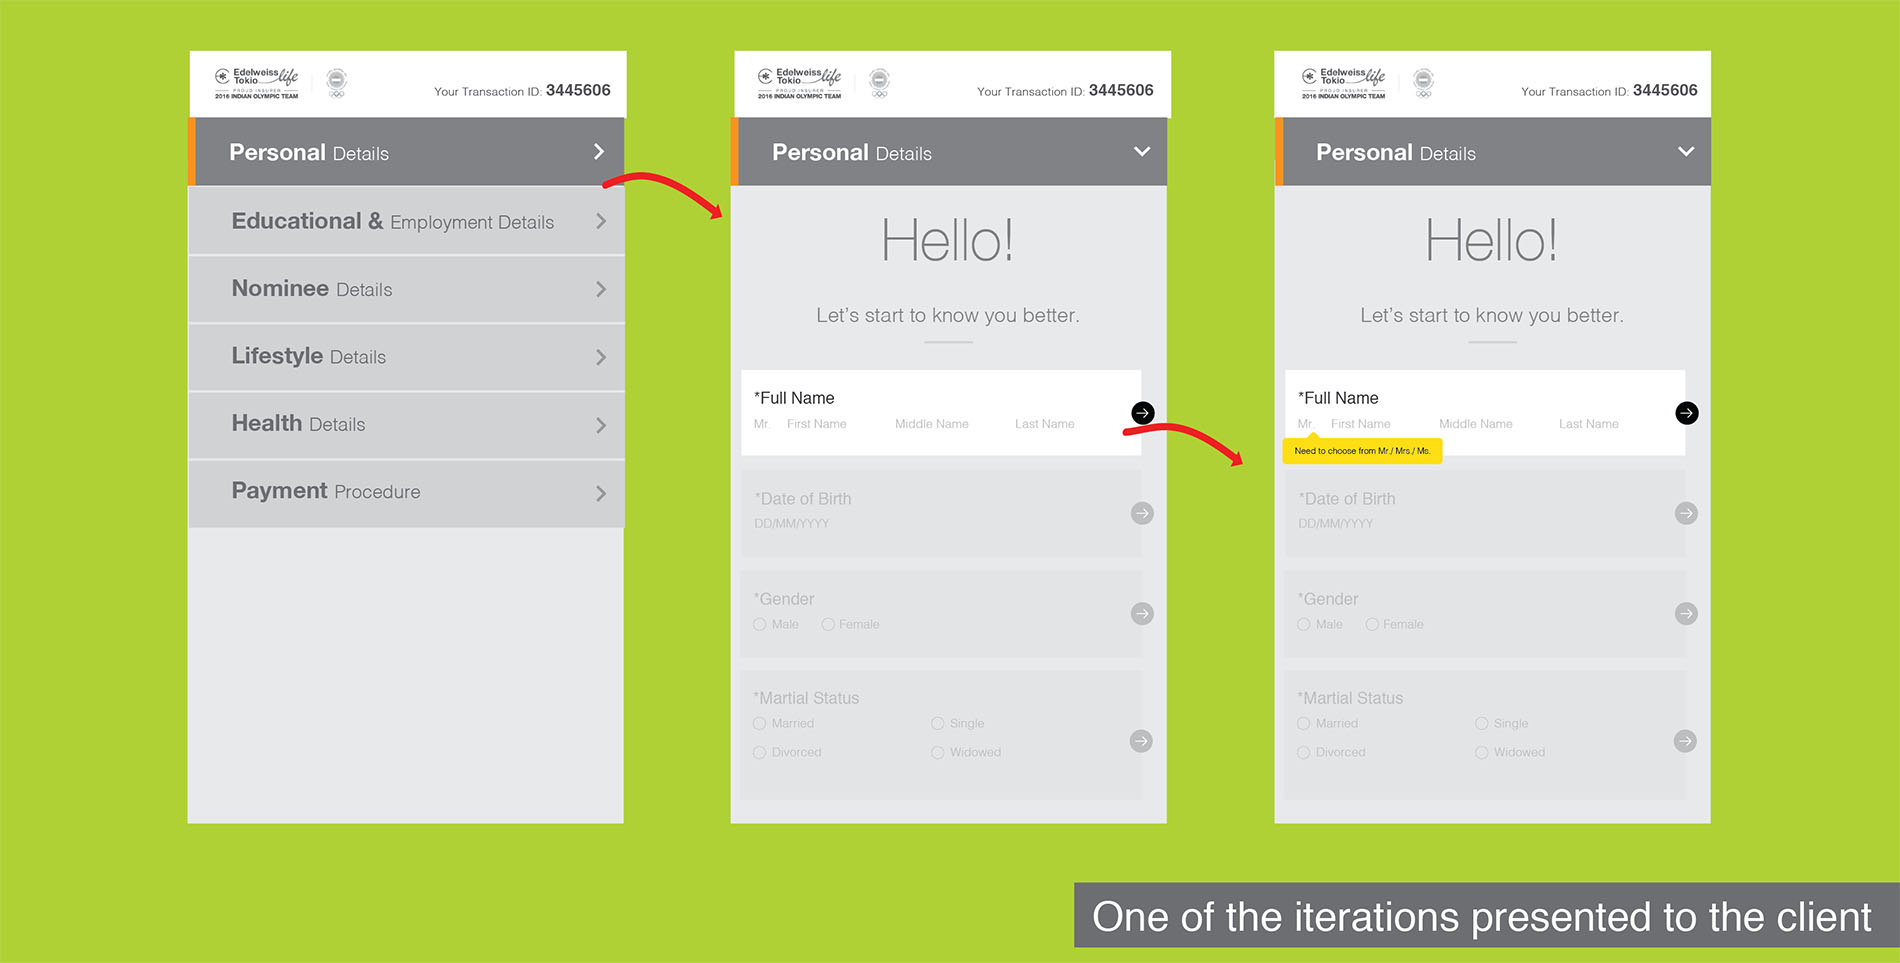 Edelweiss
Tokio life
PROUD INSURER
2016 INDIAN OLYMPIC TEAM
Your Transaction ID: 3445606
Personal Details
Educational & Employment Details
Nominee Details
Lifestyle Details
Health Details
Payment Procedure
Edelweiss
Tokio life
PROUD INSURER
2016 INDIAN OLYMPIC TEAM
Your Transaction ID: 3445606
Personal Details
Hello!
Let's start to know you better.
*Full Name
Mr. First Name Middle Name Last Name
*Date of Birth
DD/MM/YYYY
*Gender
Male Female
*Martial Status
Married Single
Divorced Widowed
Edelweiss
Tokio life
PROUD INSURER
2016 INDIAN OLYMPIC TEAM
Your Transaction ID: 3445606
Personal Details
Hello!
Let's start to know you better.
*Full Name
Mr. First Name Middle Name Last Name
Need to choose from Mr./ Mrs / Ms.
*Date of Birth
DD/MM/YYYY
*Gender
Male Female
*Martial Status
Married Single
Divorced Widowed
One of the iterations presented to the client